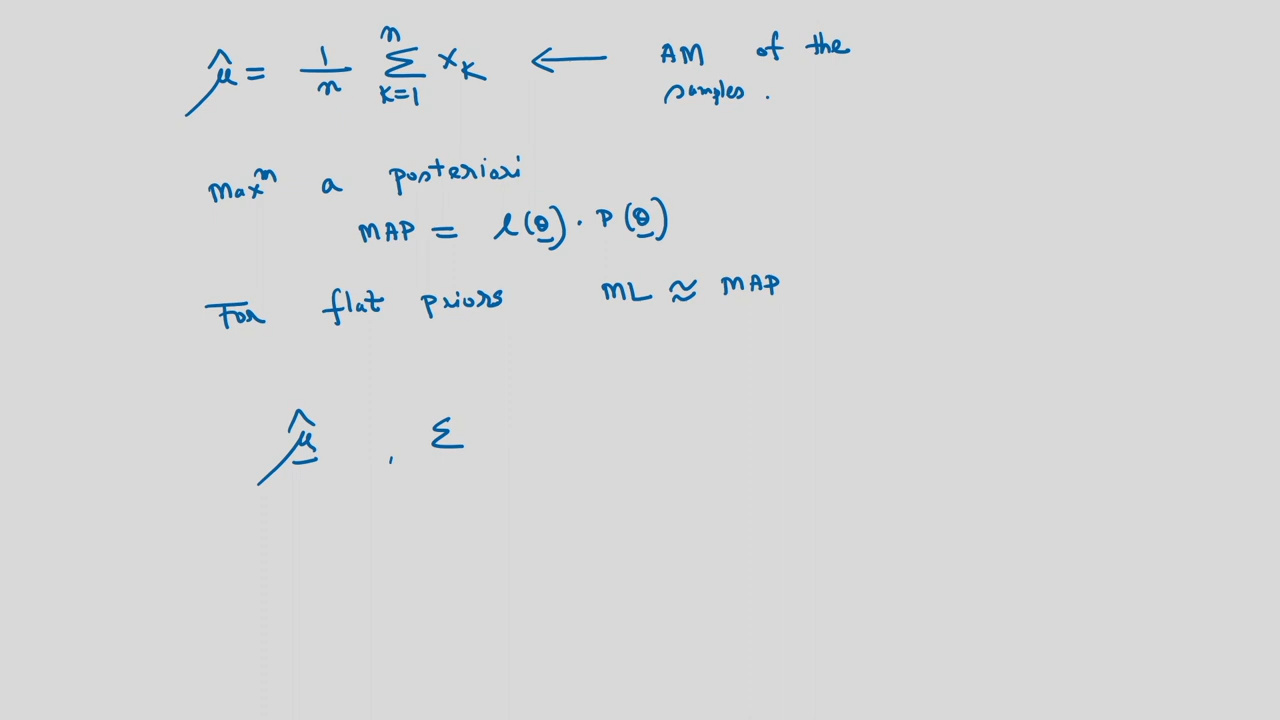 μ̂ = 1/n Σ_{k=1}^{n} x_k ← AM of the
samples.
Max^m a posteriori
MAP = l(θ) . P(θ)
For flat priors ML ≈ MAP
μ̂ , Σ